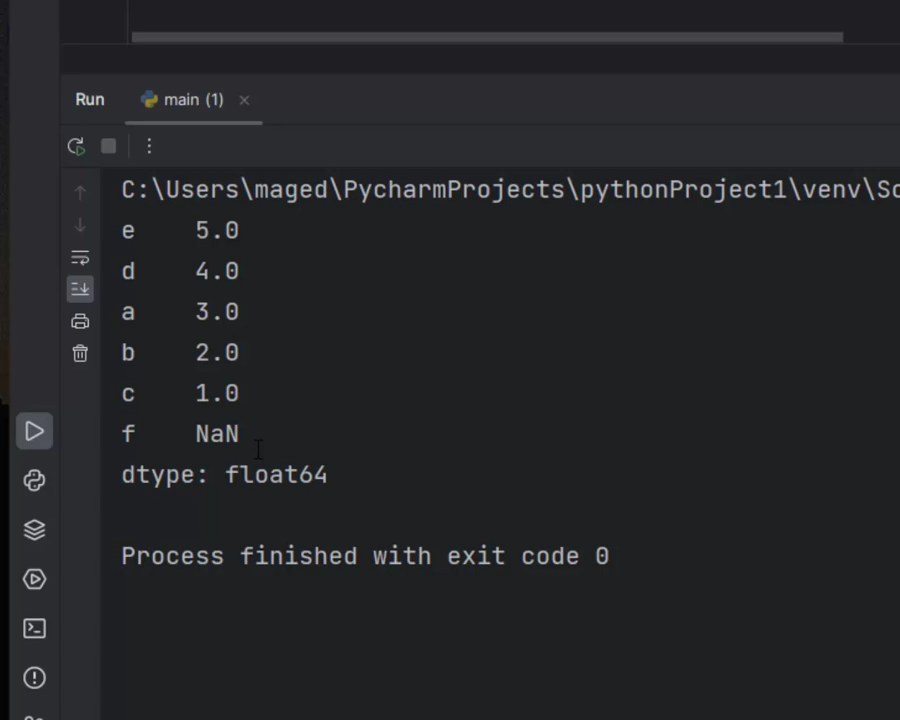 Run main (1)
C:\Users\maged\PycharmProjects\pythonProject1\venv\Sc
e 5.0
d 4.0
a 3.0
b 2.0
c 1.0
f NaN
dtype: float64
Process finished with exit code 0